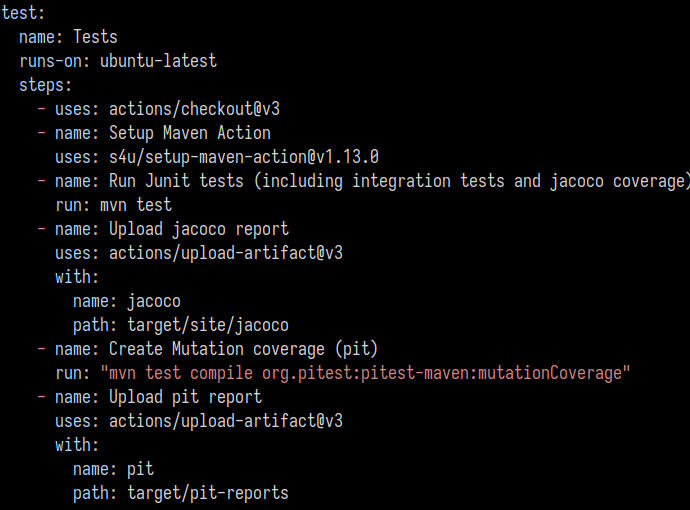 test:
  name: Tests
  runs-on: ubuntu-latest
  steps:
    - uses: actions/checkout@v3
    - name: Setup Maven Action
      uses: s4u/setup-maven-action@v1.13.0
    - name: Run Junit tests (including integration tests and jacoco coverage)
      run: mvn test
    - name: Upload jacoco report
      uses: actions/upload-artifact@v3
      with:
        name: jacoco
        path: target/site/jacoco
    - name: Create Mutation coverage (pit)
      run: "mvn test compile org.pitest:pitest-maven:mutationCoverage"
    - name: Upload pit report
      uses: actions/upload-artifact@v3
      with:
        name: pit
        path: target/pit-reports